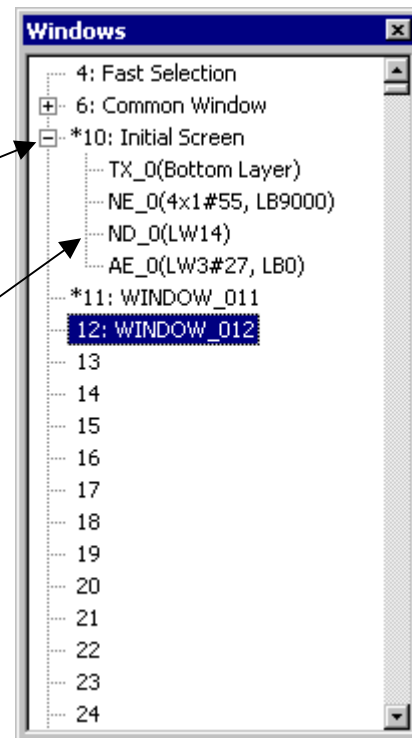 Windows
4: Fast Selection
6: Common Window
*10: Initial Screen
TX_0(Bottom Layer)
NE_0(4x1#55, LB9000)
ND_0(LW14)
AE_0(LW3#27, LB0)
*11: WINDOW_011
12: WINDOW_012
13
14
15
16
17
18
19
20
21
22
23
24